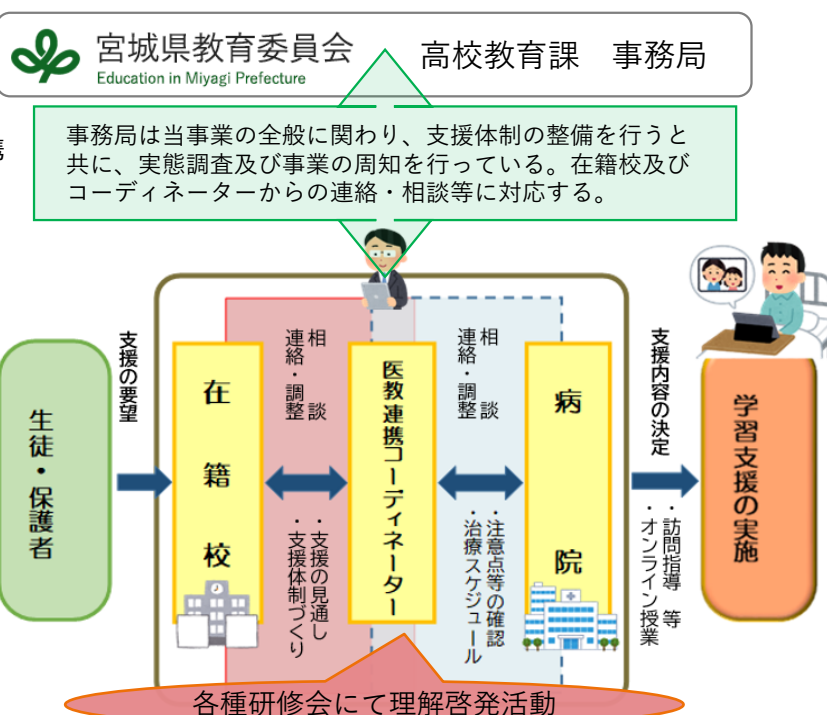 宮城県教育委員会
Education in Miyagi Prefecture
高校教育課 事務局
事務局は当事業の全般に関わり、支援体制の整備を行うと
共に、実態調査及び事業の周知を行っている。在籍校及び
コーディネーターからの連絡・相談等に対応する。
生徒・保護者
支援の要望
在籍校
相談
連絡・調整
・支援の見通し
・支援体制づくり
医教連携コーディネーター
相談
連絡・調整
・注意点等の確認
・治療スケジュール
病院
支援内容の決定
・訪問指導 等
・オンライン授業
学習支援の実施
各種研修会にて理解啓発活動